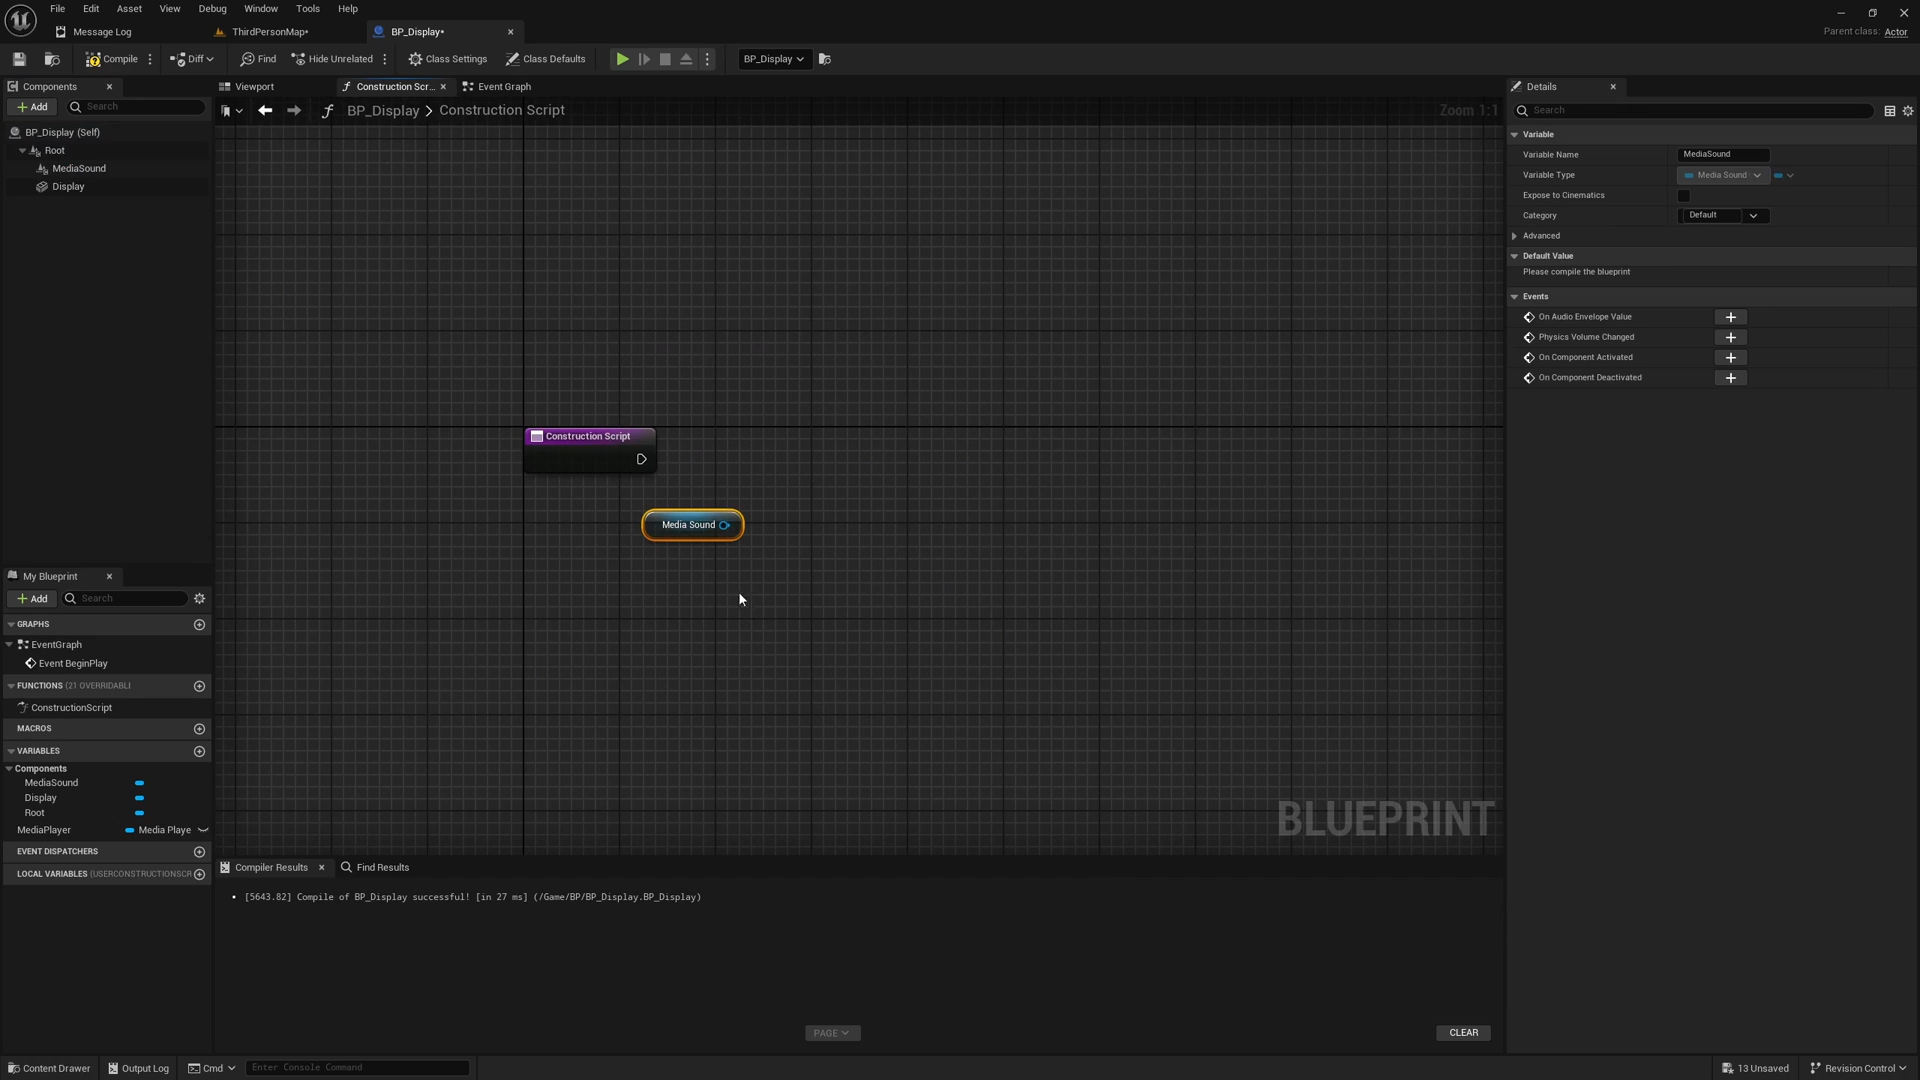 File Edit Asset View Debug Window Tools Help
Message Log
ThirdPersonMap•
BP_Display•
Parent class: Actor
Compile
Diff
Find
Hide Unrelated
Class Settings
Class Defaults
BP_Display
Components
Add
Search
BP_Display (Self)
Root
MediaSound
Display
Viewport
Construction Scr...
Event Graph
BP_Display > Construction Script
Zoom 1:1
Construction Script
Media Sound
BLUEPRINT
My Blueprint
Add
Search
GRAPHS
EventGraph
Event BeginPlay
FUNCTIONS (21 OVERRIDABLI
ConstructionScript
MACROS
VARIABLES
Components
MediaSound
Display
Root
MediaPlayer Media Playe
EVENT DISPATCHERS
LOCAL VARIABLES (USERCONSTRUCTIONSCR
Compiler Results
Find Results
• [5643.82] Compile of BP_Display successful! [in 27 ms] (/Game/BP/BP_Display.BP_Display)
PAGE
CLEAR
Details
Search
Variable
Variable Name MediaSound
Variable Type Media Sound
Expose to Cinematics
Category Default
Advanced
Default Value
Please compile the blueprint
Events
On Audio Envelope Value
Physics Volume Changed
On Component Activated
On Component Deactivated
Content Drawer
Output Log
Cmd
Enter Console Command
13 Unsaved
Revision Control